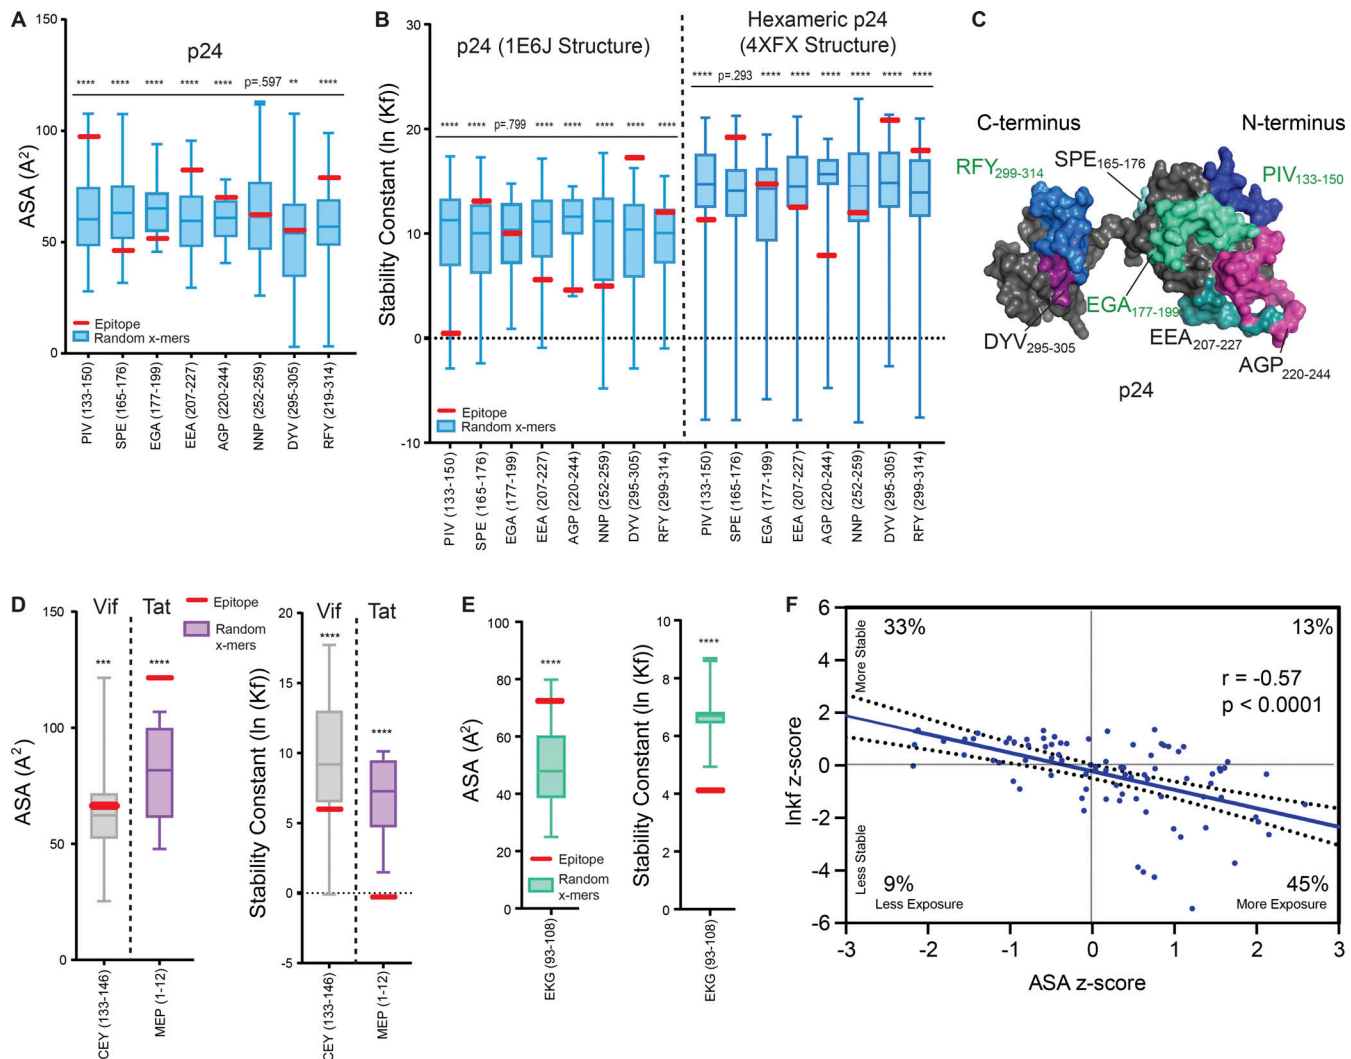 A
p24
ASA (A²)
150
100
50
0
**** **** **** **** **** p=.597 ** ****
Epitope
Random x-mers
PIV (133-150)
SPE (165-176)
EGA (177-199)
EEA (207-227)
AGP (220-244)
NNP (252-259)
DYV (295-305)
RFY (219-314)
B
p24 (1E6J Structure)
Hexameric p24
(4XFX Structure)
Stability Constant (ln (Kf))
30
20
10
0
-10
**** **** p=.799 **** **** **** **** ****
**** p=.293 **** **** **** **** **** ****
Epitope
Random x-mers
PIV (133-150)
SPE (165-176)
EGA (177-199)
EEA (207-227)
AGP (220-244)
NNP (252-259)
DYV (295-305)
RFY (299-314)
PIV (133-150)
SPE (165-176)
EGA (177-199)
EEA (207-227)
AGP (220-244)
NNP (252-259)
DYV (295-305)
RFY (299-314)
C
C-terminus
N-terminus
RFY299-314
SPE165-176
PIV133-150
EGA177-199
DYV295-305
EEA207-227
AGP220-244
p24
D
Vif Tat
ASA (A²)
150
100
50
0
*** ****
Epitope
Random
x-mers
CEY (133-146)
MEP (1-12)
Vif Tat
Stability Constant (ln (Kf))
20
15
10
5
0
-5
**** ****
CEY (133-146)
MEP (1-12)
E
ASA (A²)
100
80
60
40
20
0
****
Epitope
Random
x-mers
EKG (93-108)
Stability Constant (ln (Kf))
10
8
6
4
2
0
****
EKG (93-108)
F
lnkf z-score
6
4
2
0
-2
-4
-6
More Stable
Less Stable
33%
13%
r = -0.57
p < 0.0001
9%
Less Exposure
45%
More Exposure
-3 -2 -1 0 1 2 3
ASA z-score